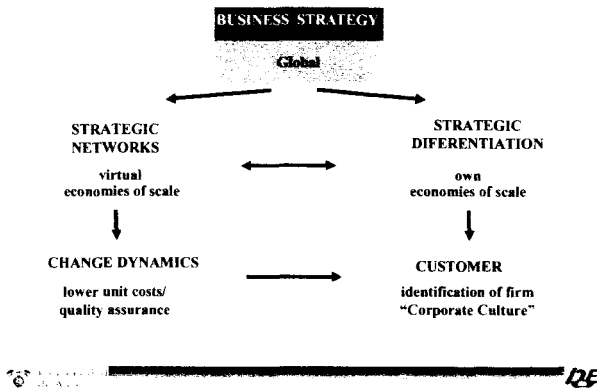 BUSINESS STRATEGY
Global
STRATEGIC
NETWORKS
virtual
economies of scale
STRATEGIC
DIFERENTIATION
own
economies of scale
CHANGE DYNAMICS
lower unit costs/
quality assurance
CUSTOMER
identification of firm
“Corporate Culture”